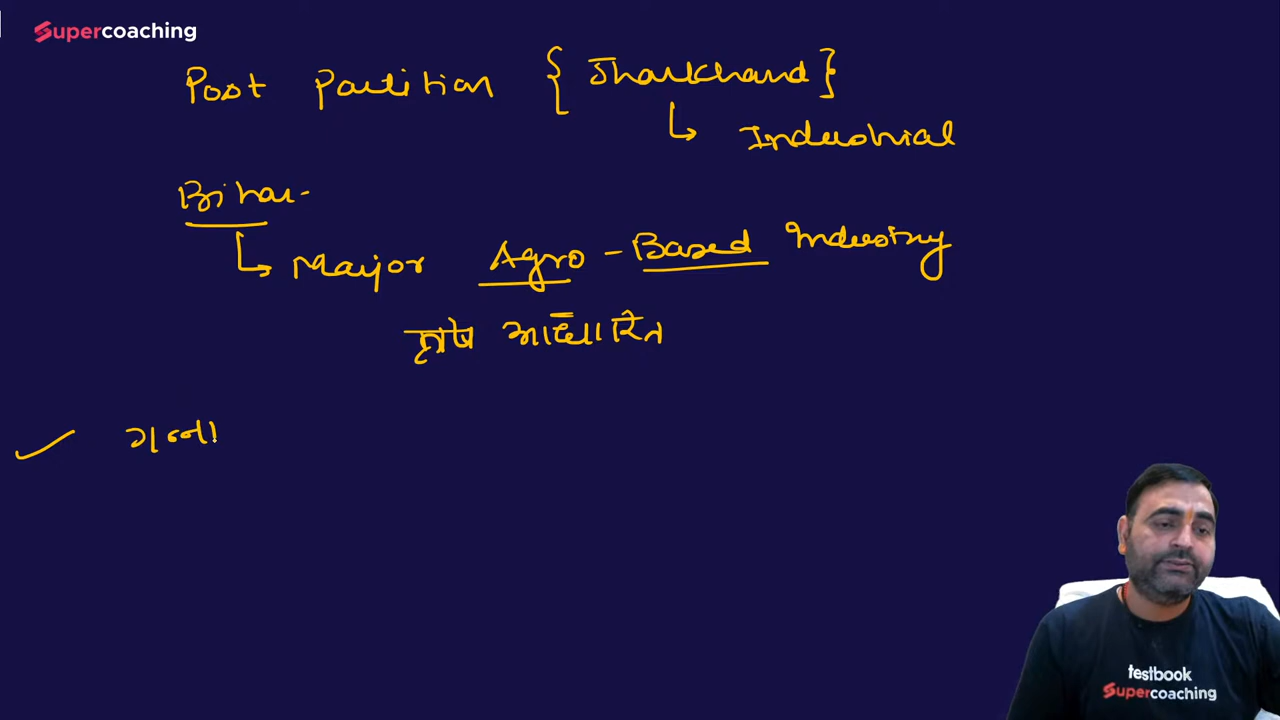 Supercoaching
Post Partition { Jharkhand }
↳ Industrial
Bihar
↳ Major Agro-Based Industry
कृषि आधारित
✓ गन्ना
testbook
Supercoaching